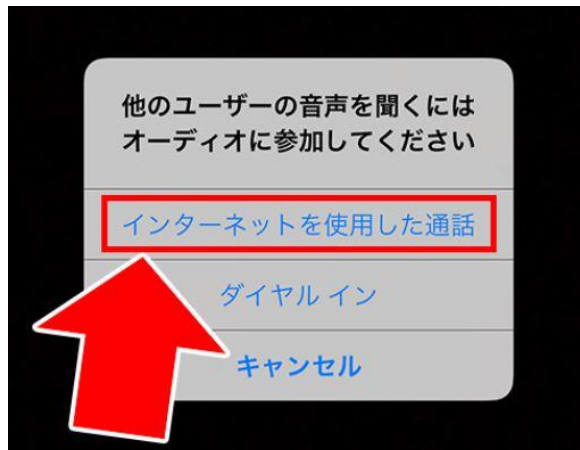 他のユーザーの音声を聞くには
オーディオに参加してください
インターネットを使用した通話
ダイヤル イン
キャンセル